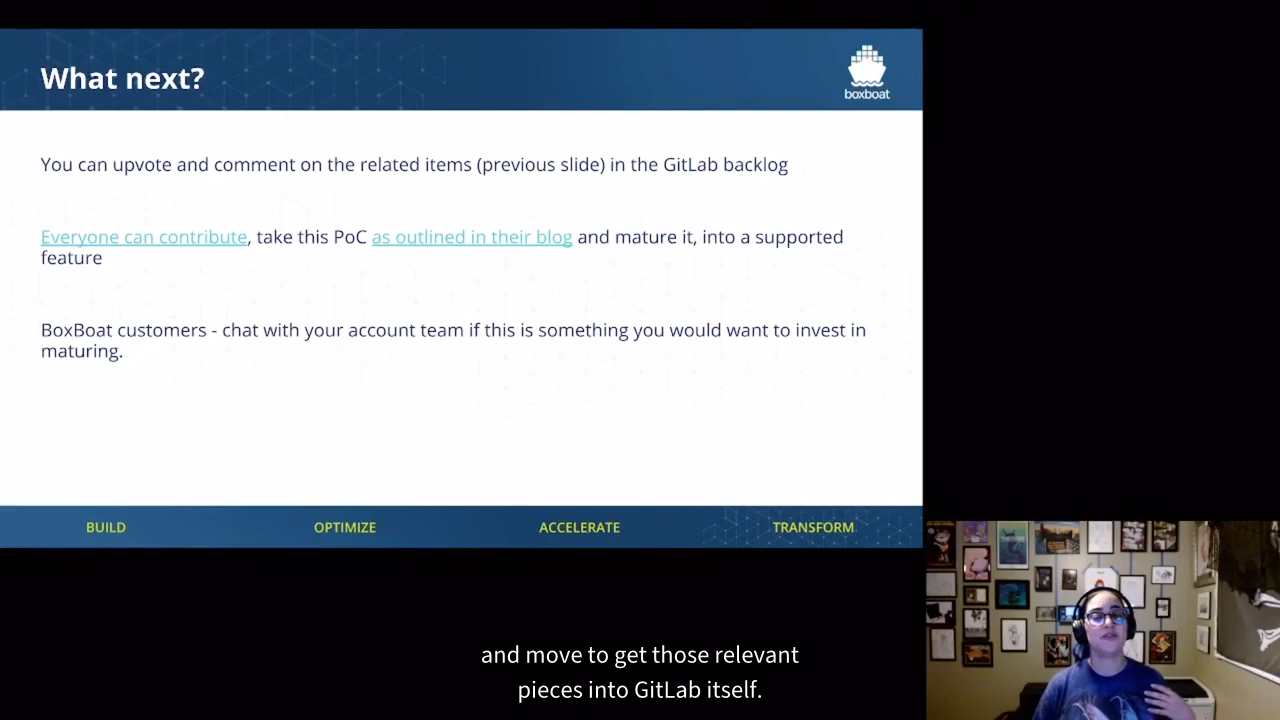 What next?
boxboat
You can upvote and comment on the related items (previous slide) in the GitLab backlog
Everyone can contribute, take this PoC as outlined in their blog and mature it, into a supported
feature
BoxBoat customers - chat with your account team if this is something you would want to invest in
maturing.
BUILD
OPTIMIZE
ACCELERATE
TRANSFORM
and move to get those relevant
pieces into GitLab itself.